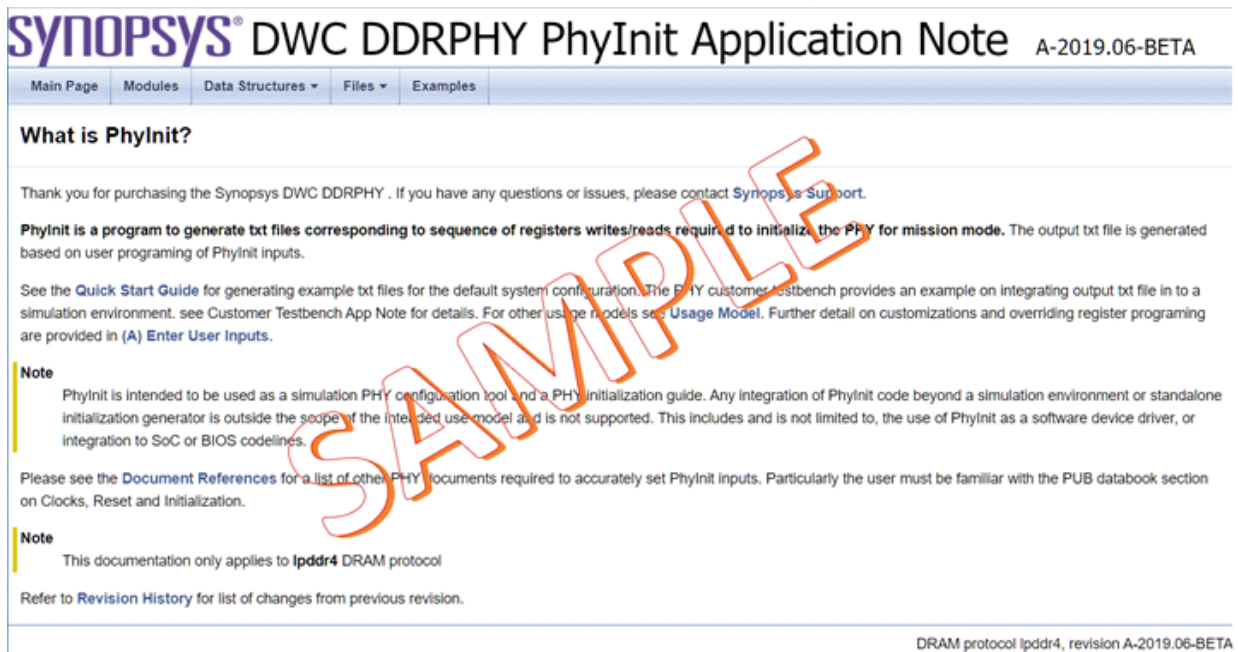 SYNOPSYS® DWC DDRPHY PhyInit Application Note A-2019.06-BETA
Main Page Modules Data Structures Files Examples
What is PhyInit?
Thank you for purchasing the Synopsys DWC DDRPHY . If you have any questions or issues, please contact Synopsys Support.
PhyInit is a program to generate txt files corresponding to sequence of registers writes/reads required to initialize the PHY for mission mode. The output txt file is generated
based on user programing of PhyInit inputs.
See the Quick Start Guide for generating example txt files for the default system configuration. The PHY customer testbench provides an example on integrating output txt file in to a
simulation environment. see Customer Testbench App Note for details. For other usage models see Usage Model. Further detail on customizations and overriding register programing
are provided in (A) Enter User Inputs.
Note
PhyInit is intended to be used as a simulation PHY configuration tool and a PHY initialization guide. Any integration of PhyInit code beyond a simulation environment or standalone
initialization generator is outside the scope of the intended use model and is not supported. This includes and is not limited to, the use of PhyInit as a software device driver, or
integration to SoC or BIOS codelines.
Please see the Document References for a list of other PHY documents required to accurately set PhyInit inputs. Particularly the user must be familiar with the PUB databook section
on Clocks, Reset and Initialization.
Note
This documentation only applies to lpddr4 DRAM protocol
Refer to Revision History for list of changes from previous revision.
DRAM protocol lpddr4, revision A-2019.06-BETA
SAMPLE